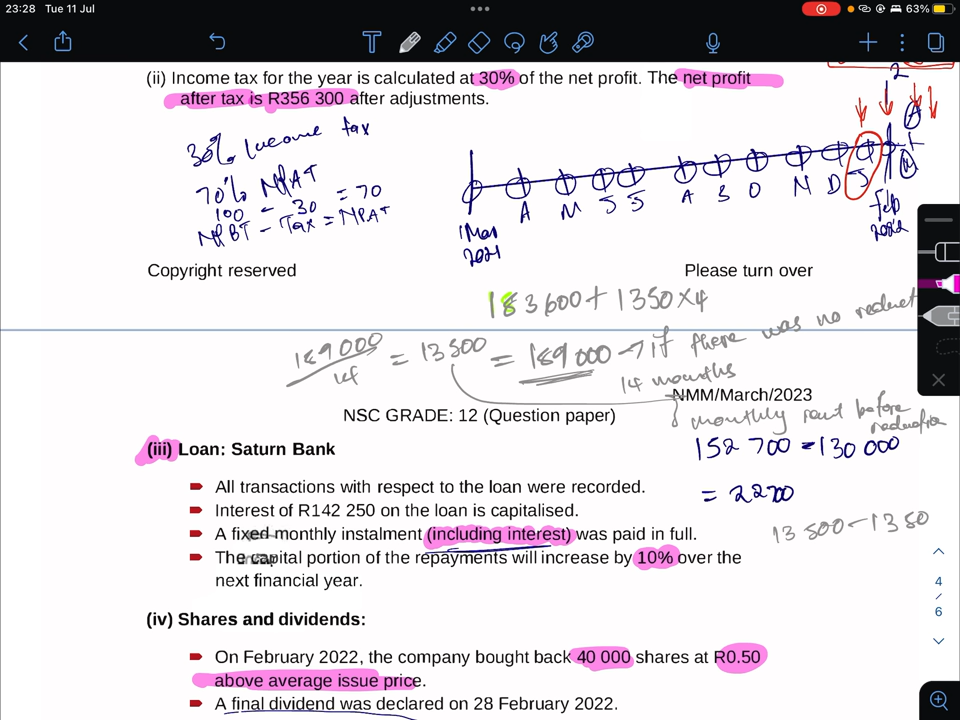 23:28 Tue 11 Jul
63%
(ii) Income tax for the year is calculated at 30% of the net profit. The net profit
after tax is R356 300 after adjustments.
30% Income tax
70% NPAT
100 - 30 = 70
NPBT - Tax = NPAT
A M J J A S O N D J
1 Mar
2021
Feb
2022
2
A
Copyright reserved
Please turn over
183 600 + 1350 x 4
189 000 / 14 = 13 500 = 189 000 → if there was no reduct
14 months
NMM/March/2023
NSC GRADE: 12 (Question paper)
monthly rent before
reduction
152 700 - 130 000
= 22 700
13 500 - 1350
(iii) Loan: Saturn Bank
All transactions with respect to the loan were recorded.
Interest of R142 250 on the loan is capitalised.
A fixed monthly instalment (including interest) was paid in full.
The capital portion of the repayments will increase by 10% over the
next financial year.
4
/
6
(iv) Shares and dividends:
On February 2022, the company bought back 40 000 shares at R0.50
above average issue price.
A final dividend was declared on 28 February 2022.